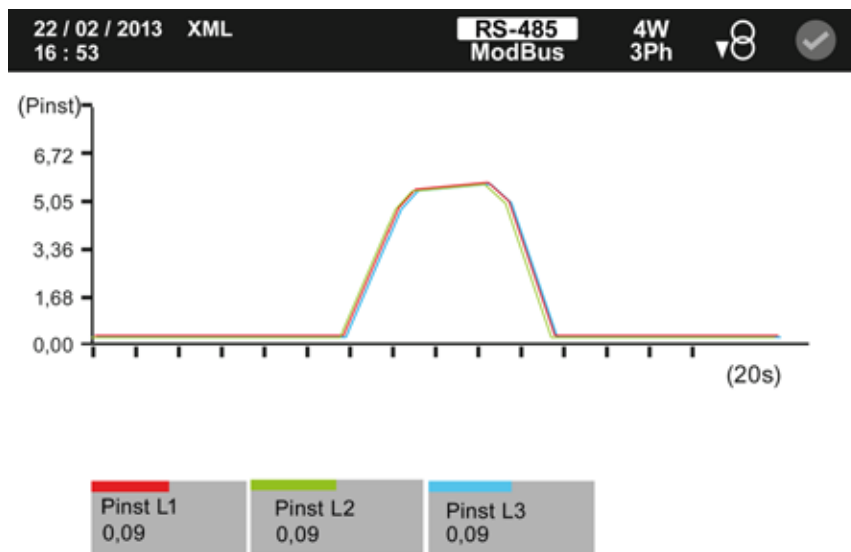 22 / 02 / 2013 XML RS-485 4W
16 : 53 ModBus 3Ph
(Pinst)
6,72
5,05
3,36
1,68
0,00
(20s)
Pinst L1 Pinst L2 Pinst L3
0,09 0,09 0,09